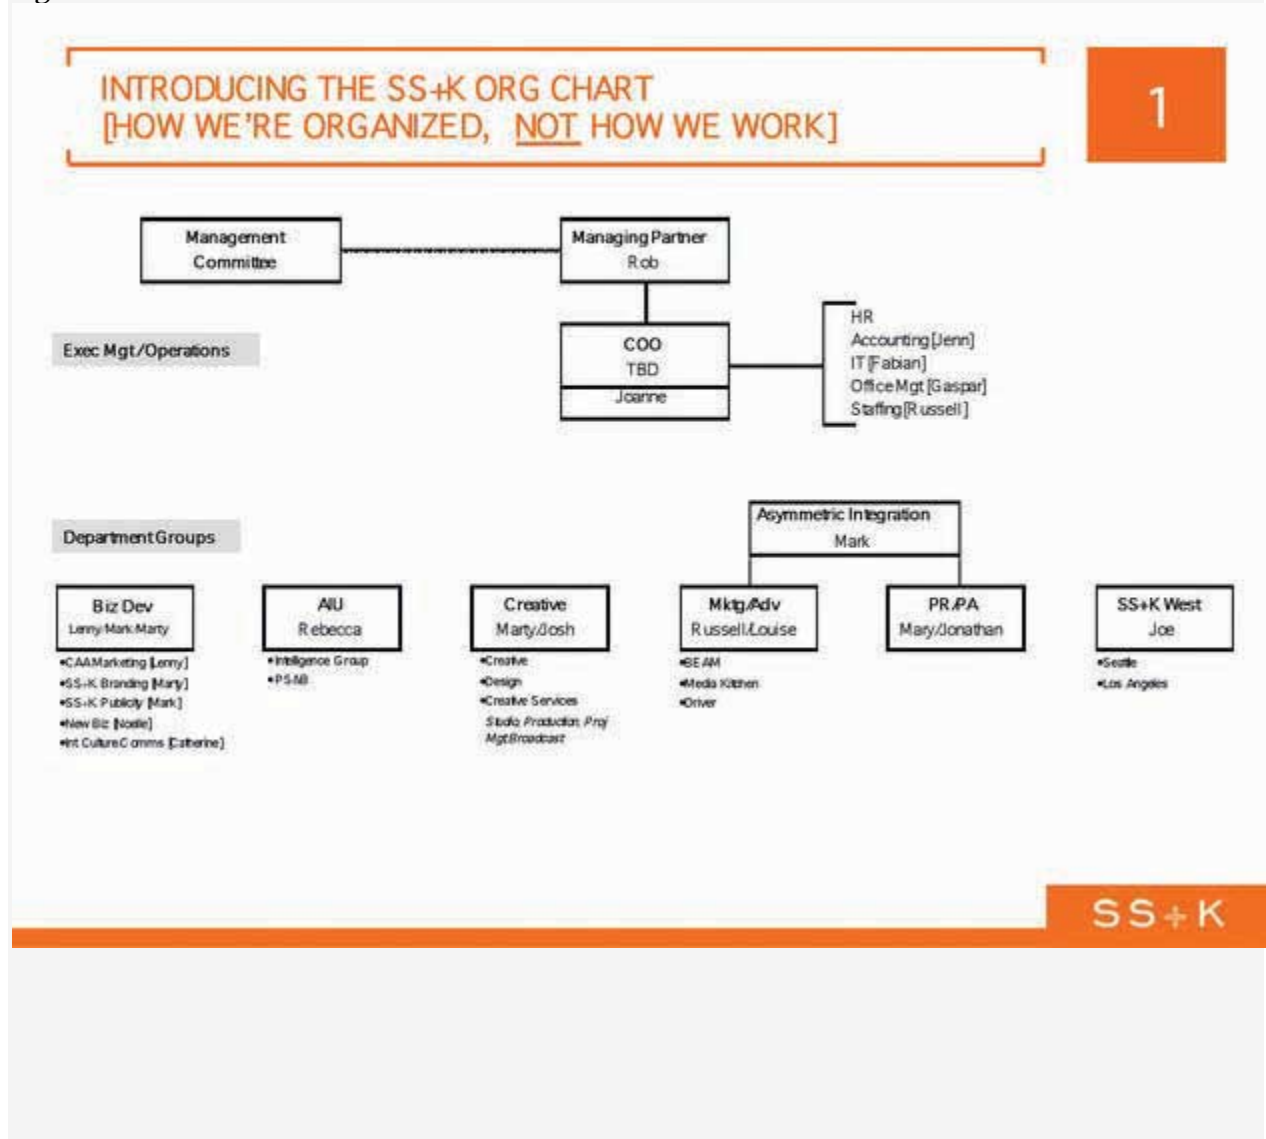 INTRODUCING THE SS+K ORG CHART
[HOW WE'RE ORGANIZED, NOT HOW WE WORK]
1
Management
Committee
Managing Partner
Rob
Exec Mgt/Operations
COO
TBD
Joanne
HR
Accounting [Jenn]
IT [Fabian]
Office Mgt [Gaspar]
Staffing [Russell]
Department Groups
Asymmetric Integration
Mark
Biz Dev
Lenny/Mark/Marty
•CAA Marketing [Lenny]
•SS+K Branding [Marty]
•SS+K Publicity [Mark]
•New Biz [Noelle]
•Int Culture Comms [Catherine]
AIU
Rebecca
•Intelligence Group
•PSAB
Creative
Marty/Josh
•Creative
•Design
•Creative Services
Studio, Production, Proj
Mgt Broadcast
Mktg/Adv
Russell/Louise
•BEAM
•Media Kitchen
•Driver
PR/PA
Mary/Jonathan
SS+K West
Joe
•Seattle
•Los Angeles
SS+K